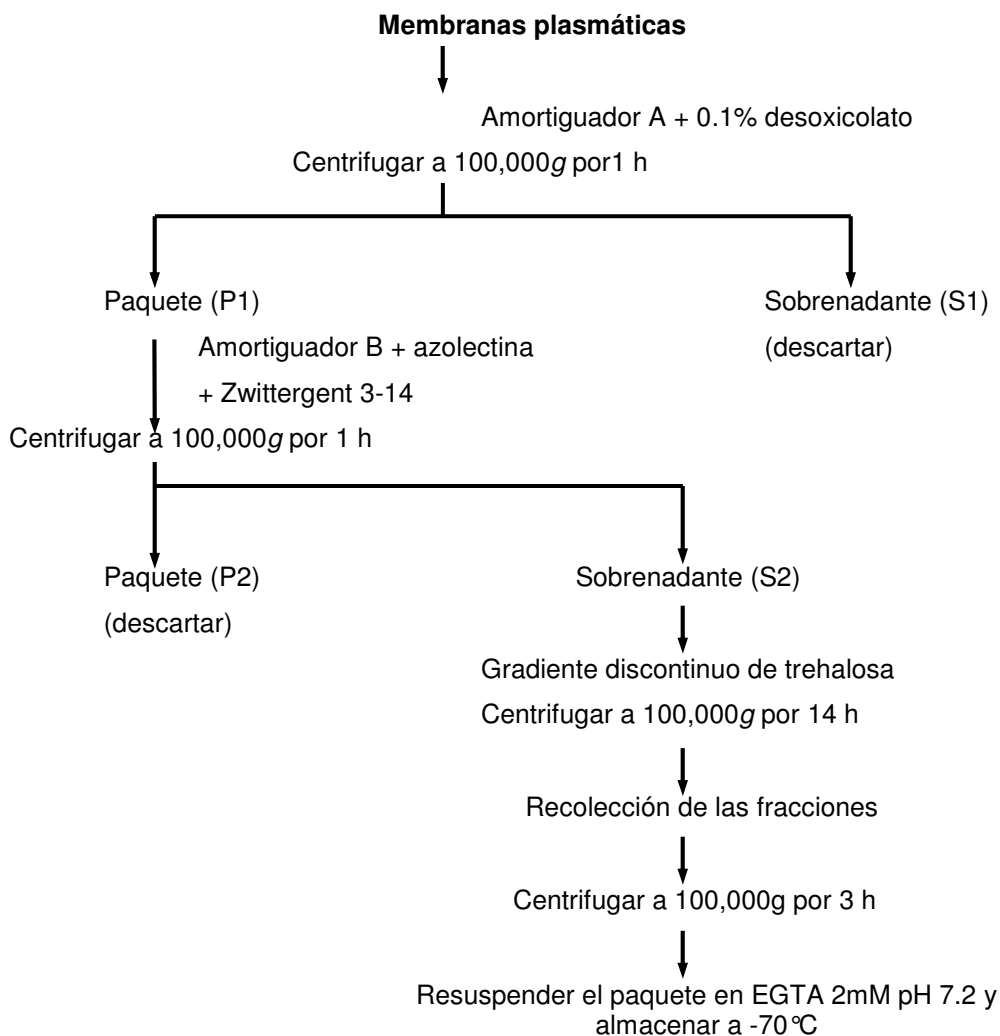 Membranas plasmáticas
Amortiguador A + 0.1% desoxicolato
Centrifugar a 100,000g por1 h
Paquete (P1)
Sobrenadante (S1)
(descartar)
Amortiguador B + azolectina
+ Zwittergent 3-14
Centrifugar a 100,000g por 1 h
Paquete (P2)
(descartar)
Sobrenadante (S2)
Gradiente discontinuo de trehalosa
Centrifugar a 100,000g por 14 h
Recolección de las fracciones
Centrifugar a 100,000g por 3 h
Resuspender el paquete en EGTA 2mM pH 7.2 y
almacenar a -70°C